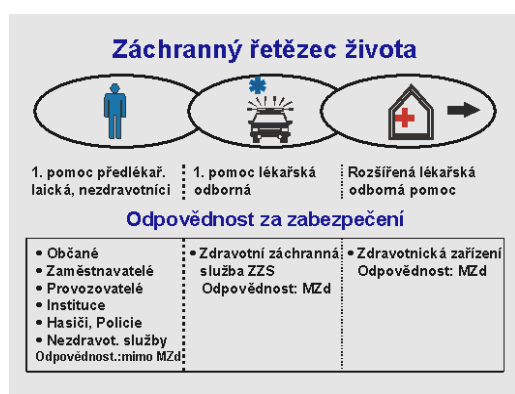 Záchranný řetězec života
1. pomoc předlékař.
laická, nezdravotníci
1. pomoc lékařská
odborná
Rozšířená lékařská
odborná pomoc
Odpovědnost za zabezpečení
• Občané
• Zaměstnavatelé
• Provozovatelé
• Instituce
• Hasiči, Policie
• Nezdravot. služby
Odpovědnost.:mimo MZd
• Zdravotní záchranná
služba ZZS
Odpovědnost: MZd
• Zdravotnická zařízení
Odpovědnost: MZd